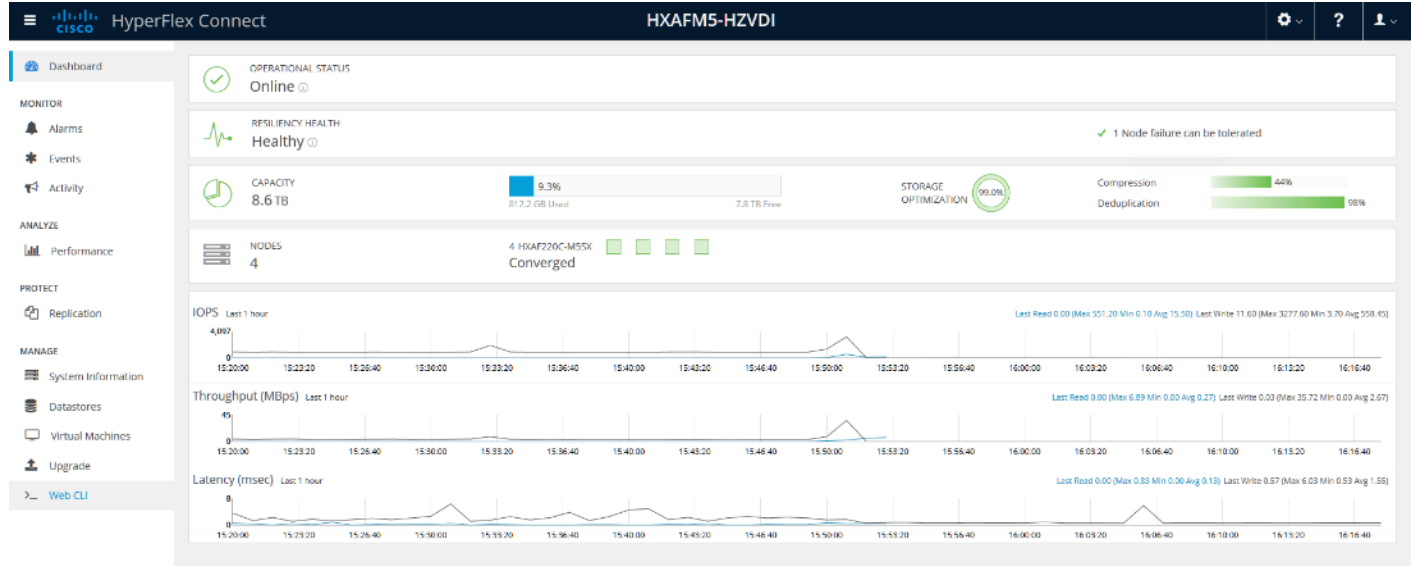 cisco HyperFlex Connect HXAFM5-HZVDI ?
Dashboard
MONITOR
Alarms
Events
Activity
ANALYZE
Performance
PROTECT
Replication
MANAGE
System Information
Datastores
Virtual Machines
Upgrade
>_ Web CLI
OPERATIONAL STATUS
Online
RESILIENCY HEALTH
Healthy
✓ 1 Node failure can be tolerated
CAPACITY
8.6 TB
9.3%
812.2 GB Used 7.8 TB Free
STORAGE
OPTIMIZATION
99.0%
Compression 44%
Deduplication 98%
NODES
4
4 HXAF220C-M5SX
Converged
IOPS Last 1 hour Last Read 0.00 (Max 551.20 Min 0.10 Avg 15.50) Last Write 11.60 (Max 3277.60 Min 3.70 Avg 558.45)
4,097
0
15:20:00 15:23:20 15:26:40 15:30:00 15:33:20 15:36:40 15:40:00 15:43:20 15:46:40 15:50:00 15:53:20 15:56:40 16:00:00 16:03:20 16:06:40 16:10:00 16:13:20 16:16:40
Throughput (MBps) Last 1 hour Last Read 0.00 (Max 6.89 Min 0.00 Avg 0.27) Last Write 0.03 (Max 35.72 Min 0.00 Avg 2.67)
45
0
15:20:00 15:23:20 15:26:40 15:30:00 15:33:20 15:36:40 15:40:00 15:43:20 15:46:40 15:50:00 15:53:20 15:56:40 16:00:00 16:03:20 16:06:40 16:10:00 16:13:20 16:16:40
Latency (msec) Last 1 hour Last Read 0.00 (Max 0.83 Min 0.00 Avg 0.13) Last Write 0.57 (Max 6.03 Min 0.53 Avg 1.55)
8
0
15:20:00 15:23:20 15:26:40 15:30:00 15:33:20 15:36:40 15:40:00 15:43:20 15:46:40 15:50:00 15:53:20 15:56:40 16:00:00 16:03:20 16:06:40 16:10:00 16:13:20 16:16:40